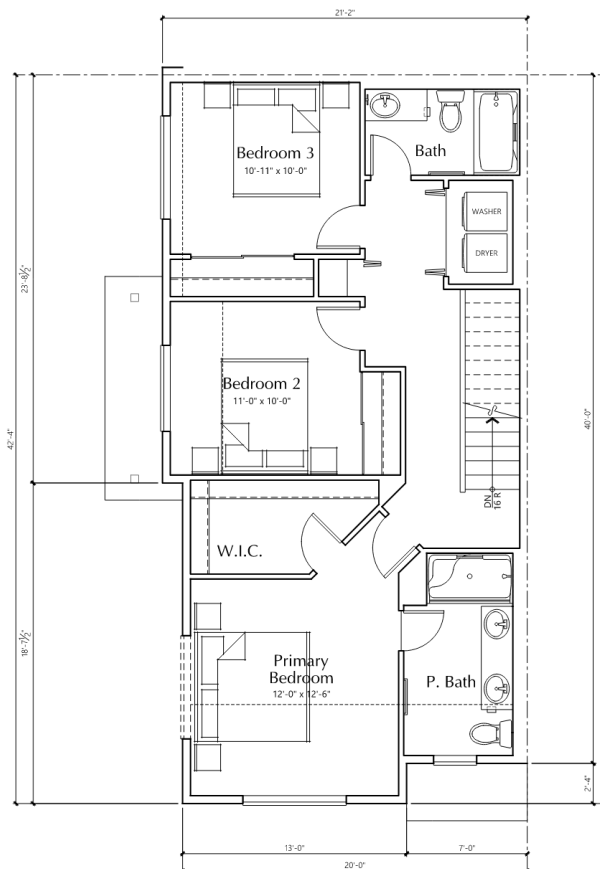 21'-2"
Bedroom 3
10'-11" x 10'-0"
Bath
WASHER
DRYER
23'-8½"
42'-4"
40'-0"
Bedroom 2
11'-0" x 10'-0"
DN
16 R
W.I.C.
18'-7½"
Primary
Bedroom
12'-0" x 12'-6"
P. Bath
2'-4"
13'-0"
7'-0"
20'-0"